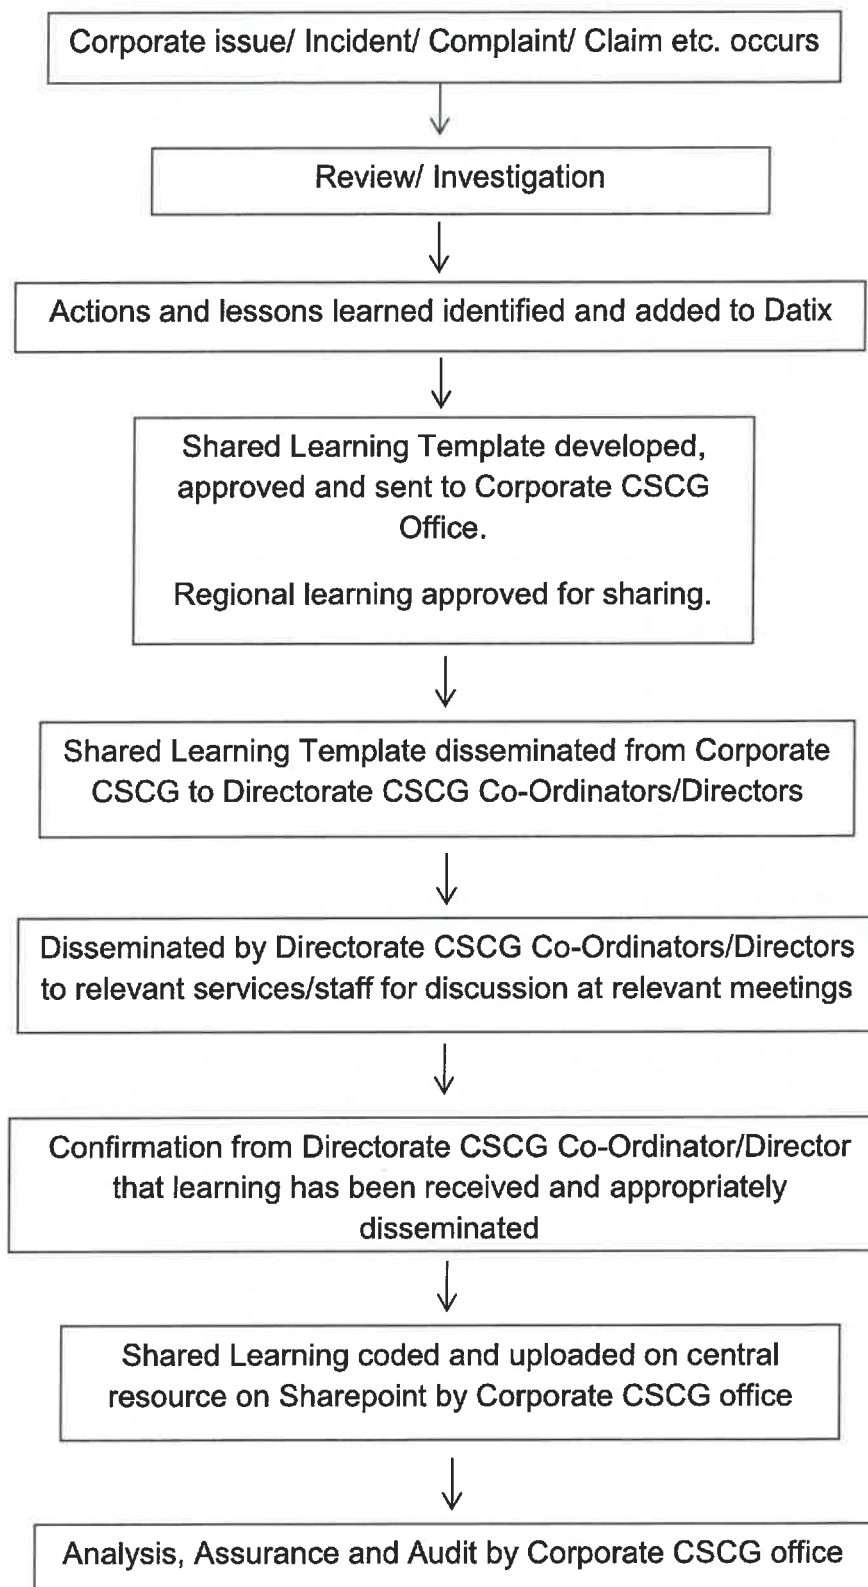 Corporate issue/ Incident/ Complaint/ Claim etc. occurs
Review/ Investigation
Actions and lessons learned identified and added to Datix
Shared Learning Template developed,
approved and sent to Corporate CSCG
Office.
Regional learning approved for sharing.
Shared Learning Template disseminated from Corporate
CSCG to Directorate CSCG Co-Ordinators/Directors
Disseminated by Directorate CSCG Co-Ordinators/Directors
to relevant services/staff for discussion at relevant meetings
Confirmation from Directorate CSCG Co-Ordinator/Director
that learning has been received and appropriately
disseminated
Shared Learning coded and uploaded on central
resource on Sharepoint by Corporate CSCG office
Analysis, Assurance and Audit by Corporate CSCG office